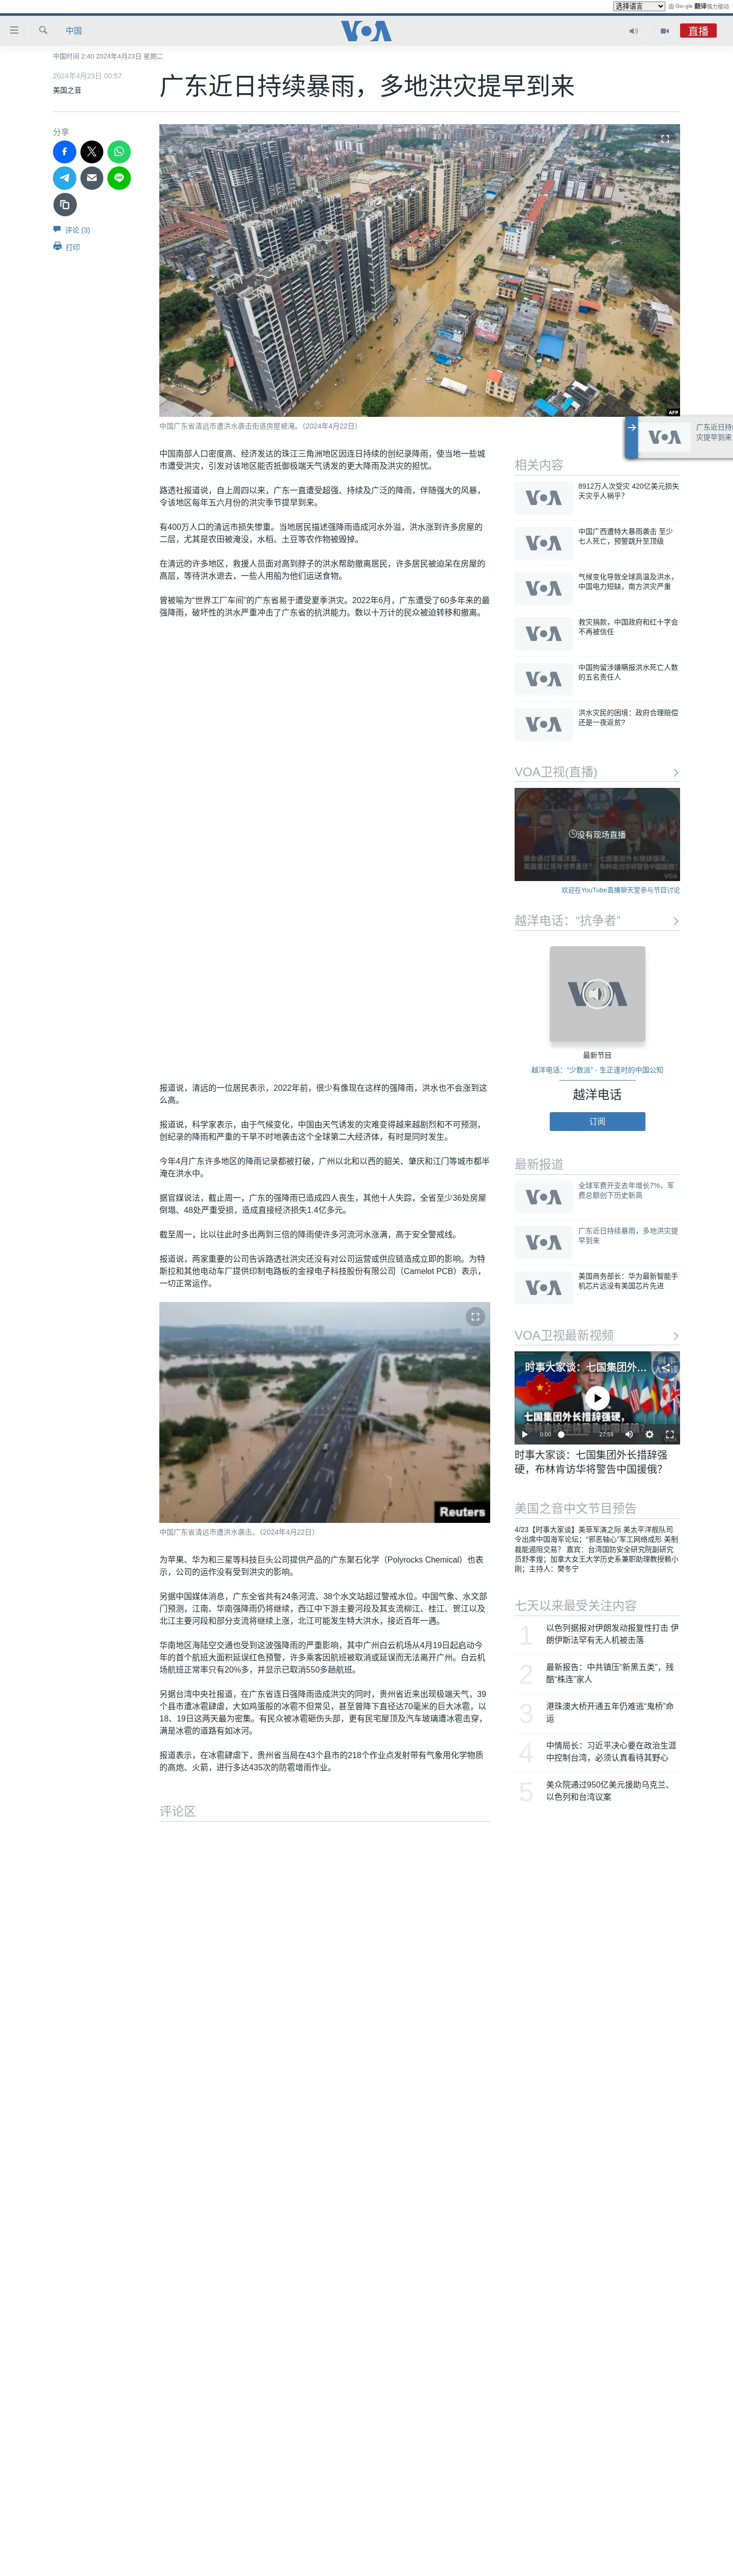 选择语言
由 Google 翻译强力驱动
中国
VOA
直播
中国时间 2:40 2024年4月23日 星期二
2024年4月23日 00:57
美国之音
广东近日持续暴雨，多地洪灾提早到来
分享
评论 (3)
打印
AFP
中国广东省清远市遭洪水袭击街道房屋被淹。（2024年4月22日）
中国南部人口密度高、经济发达的珠江三角洲地区因连日持续的创纪录降雨，使当地一些城
市遭受洪灾，引发对该地区能否抵御极端天气诱发的更大降雨及洪灾的担忧。
路透社报道说，自上周四以来，广东一直遭受超强、持续及广泛的降雨，伴随强大的风暴，
令该地区每年五六月份的洪灾季节提早到来。
有400万人口的清远市损失惨重。当地居民描述强降雨造成河水外溢，洪水涨到许多房屋的
二层，尤其是农田被淹没，水稻、土豆等农作物被毁掉。
在清远的许多地区，救援人员面对高到脖子的洪水帮助撤离居民，许多居民被迫呆在房屋的
高层，等待洪水退去，一些人用船为他们运送食物。
曾被喻为“世界工厂车间”的广东省易于遭受夏季洪灾。2022年6月，广东遭受了60多年来的最
强降雨，破坏性的洪水严重冲击了广东省的抗洪能力。数以十万计的民众被迫转移和撤离。
报道说，清远的一位居民表示，2022年前，很少有像现在这样的强降雨，洪水也不会涨到这
么高。
报道说，科学家表示，由于气候变化，中国由天气诱发的灾难变得越来越剧烈和不可预测，
创纪录的降雨和严重的干旱不时地袭击这个全球第二大经济体，有时是同时发生。
今年4月广东许多地区的降雨记录都被打破，广州以北和以西的韶关、肇庆和江门等城市都半
淹在洪水中。
据官媒说法，截止周一，广东的强降雨已造成四人丧生，其他十人失踪，全省至少36处房屋
倒塌、48处严重受损，造成直接经济损失1.4亿多元。
截至周一，比以往此时多出两到三倍的降雨使许多河流河水涨满，高于安全警戒线。
报道说，两家重要的公司告诉路透社洪灾还没有对公司运营或供应链造成立即的影响。为特
斯拉和其他电动车厂提供印制电路板的金禄电子科技股份有限公司（Camelot PCB）表示，
一切正常运作。
Reuters
中国广东省清远市遭洪水袭击。（2024年4月22日）
为苹果、华为和三星等科技巨头公司提供产品的广东聚石化学（Polyrocks Chemical）也表
示，公司的运作没有受到洪灾的影响。
另据中国媒体消息，广东全省共有24条河流、38个水文站超过警戒水位。中国气象、水文部
门预测，江南、华南强降雨仍将继续，西江中下游主要河段及其支流柳江、桂江、贺江以及
北江主要河段和部分支流将继续上涨，北江可能发生特大洪水，接近百年一遇。
华南地区海陆空交通也受到这波强降雨的严重影响，其中广州白云机场从4月19日起启动今
年的首个航班大面积延误红色预警，许多乘客因航班被取消或延误而无法离开广州。白云机
场航班正常率只有20%多，并显示已取消550多趟航班。
另据台湾中央社报道，在广东省连日强降雨造成洪灾的同时，贵州省近来出现极端天气，39
个县市遭冰雹肆虐，大如鸡蛋般的冰雹不但常见，甚至曾降下直径达70毫米的巨大冰雹，以
18、19日这两天最为密集。有民众被冰雹砸伤头部，更有民宅屋顶及汽车玻璃遭冰雹击穿，
满是冰雹的道路有如冰河。
报道表示，在冰雹肆虐下，贵州省当局在43个县市的218个作业点发射带有气象用化学物质
的高炮、火箭，进行多达435次的防雹增雨作业。
评论区
广东近日持续
灾提早到来
相关内容
8912万人次受灾 420亿美元损失
天灾乎人祸乎？
中国广西遭特大暴雨袭击 至少
七人死亡，预警跳升至顶级
气候变化导致全球高温及洪水，
中国电力短缺，南方洪灾严重
救灾捐款，中国政府和红十字会
不再被信任
中国拘留涉嫌瞒报洪水死亡人数
的五名责任人
洪水灾民的困境：政府合理赔偿
还是一夜返贫?
VOA卫视(直播)
没有现场直播
欢迎在YouTube直播聊天室参与节目讨论
越洋电话：“抗争者”
最新节目
越洋电话：“少数派” - 生正逢时的中国公知
越洋电话
订阅
最新报道
全球军费开支去年增长7%，军
费总额创下历史新高
广东近日持续暴雨，多地洪灾提
早到来
美国商务部长：华为最新智能手
机芯片远没有美国芯片先进
VOA卫视最新视频
时事大家谈：七国集团外...
七国集团外长措辞强硬，
0:00
27:59
时事大家谈：七国集团外长措辞强
硬，布林肯访华将警告中国援俄？
美国之音中文节目预告
4/23【时事大家谈】美菲军演之际 美太平洋舰队司
令出席中国海军论坛；“邪恶轴心”军工网络成形 美制
裁能遏阻交易？ 嘉宾：台湾国防安全研究院副研究
员舒孝煌；加拿大女王大学历史系兼职助理教授赖小
刚；主持人：樊冬宁
七天以来最受关注内容
1
以色列据报对伊朗发动报复性打击 伊
朗伊斯法罕有无人机被击落
2
最新报告：中共镇压"新黑五类"，残
酷“株连”家人
3
港珠澳大桥开通五年仍难逃“鬼桥”命
运
4
中情局长：习近平决心要在政治生涯
中控制台湾，必须认真看待其野心
5
美众院通过950亿美元援助乌克兰、
以色列和台湾议案